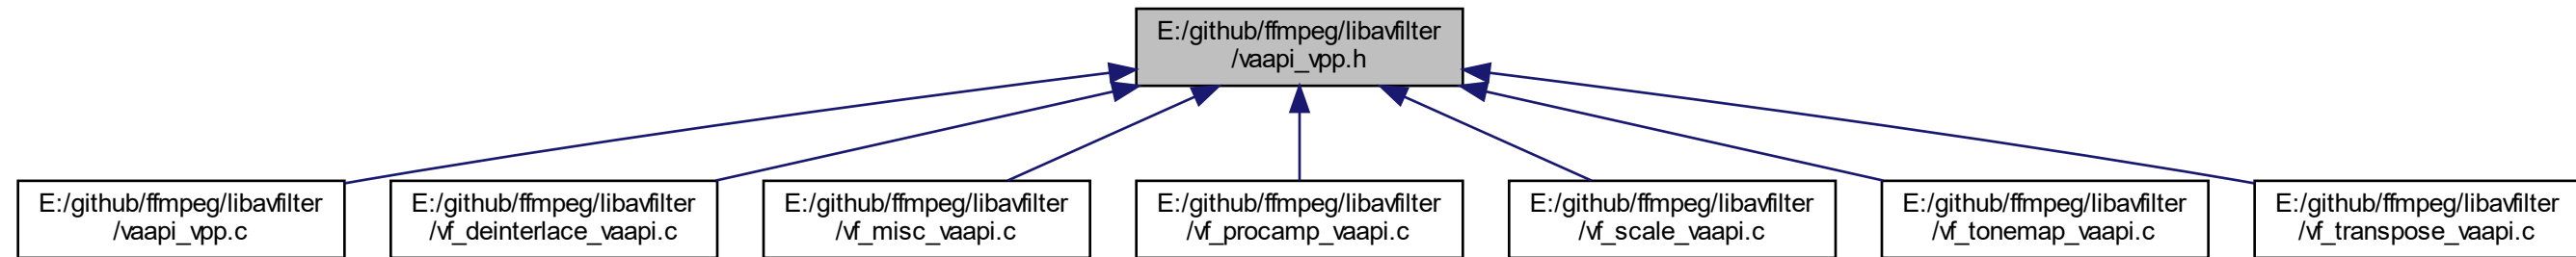 E:/github/ffmpeg/libavfilter
/vaapi_vpp.h
E:/github/ffmpeg/libavfilter
/vaapi_vpp.c
E:/github/ffmpeg/libavfilter
/vf_deinterlace_vaapi.c
E:/github/ffmpeg/libavfilter
/vf_misc_vaapi.c
E:/github/ffmpeg/libavfilter
/vf_procamp_vaapi.c
E:/github/ffmpeg/libavfilter
/vf_scale_vaapi.c
E:/github/ffmpeg/libavfilter
/vf_tonemap_vaapi.c
E:/github/ffmpeg/libavfilter
/vf_transpose_vaapi.c